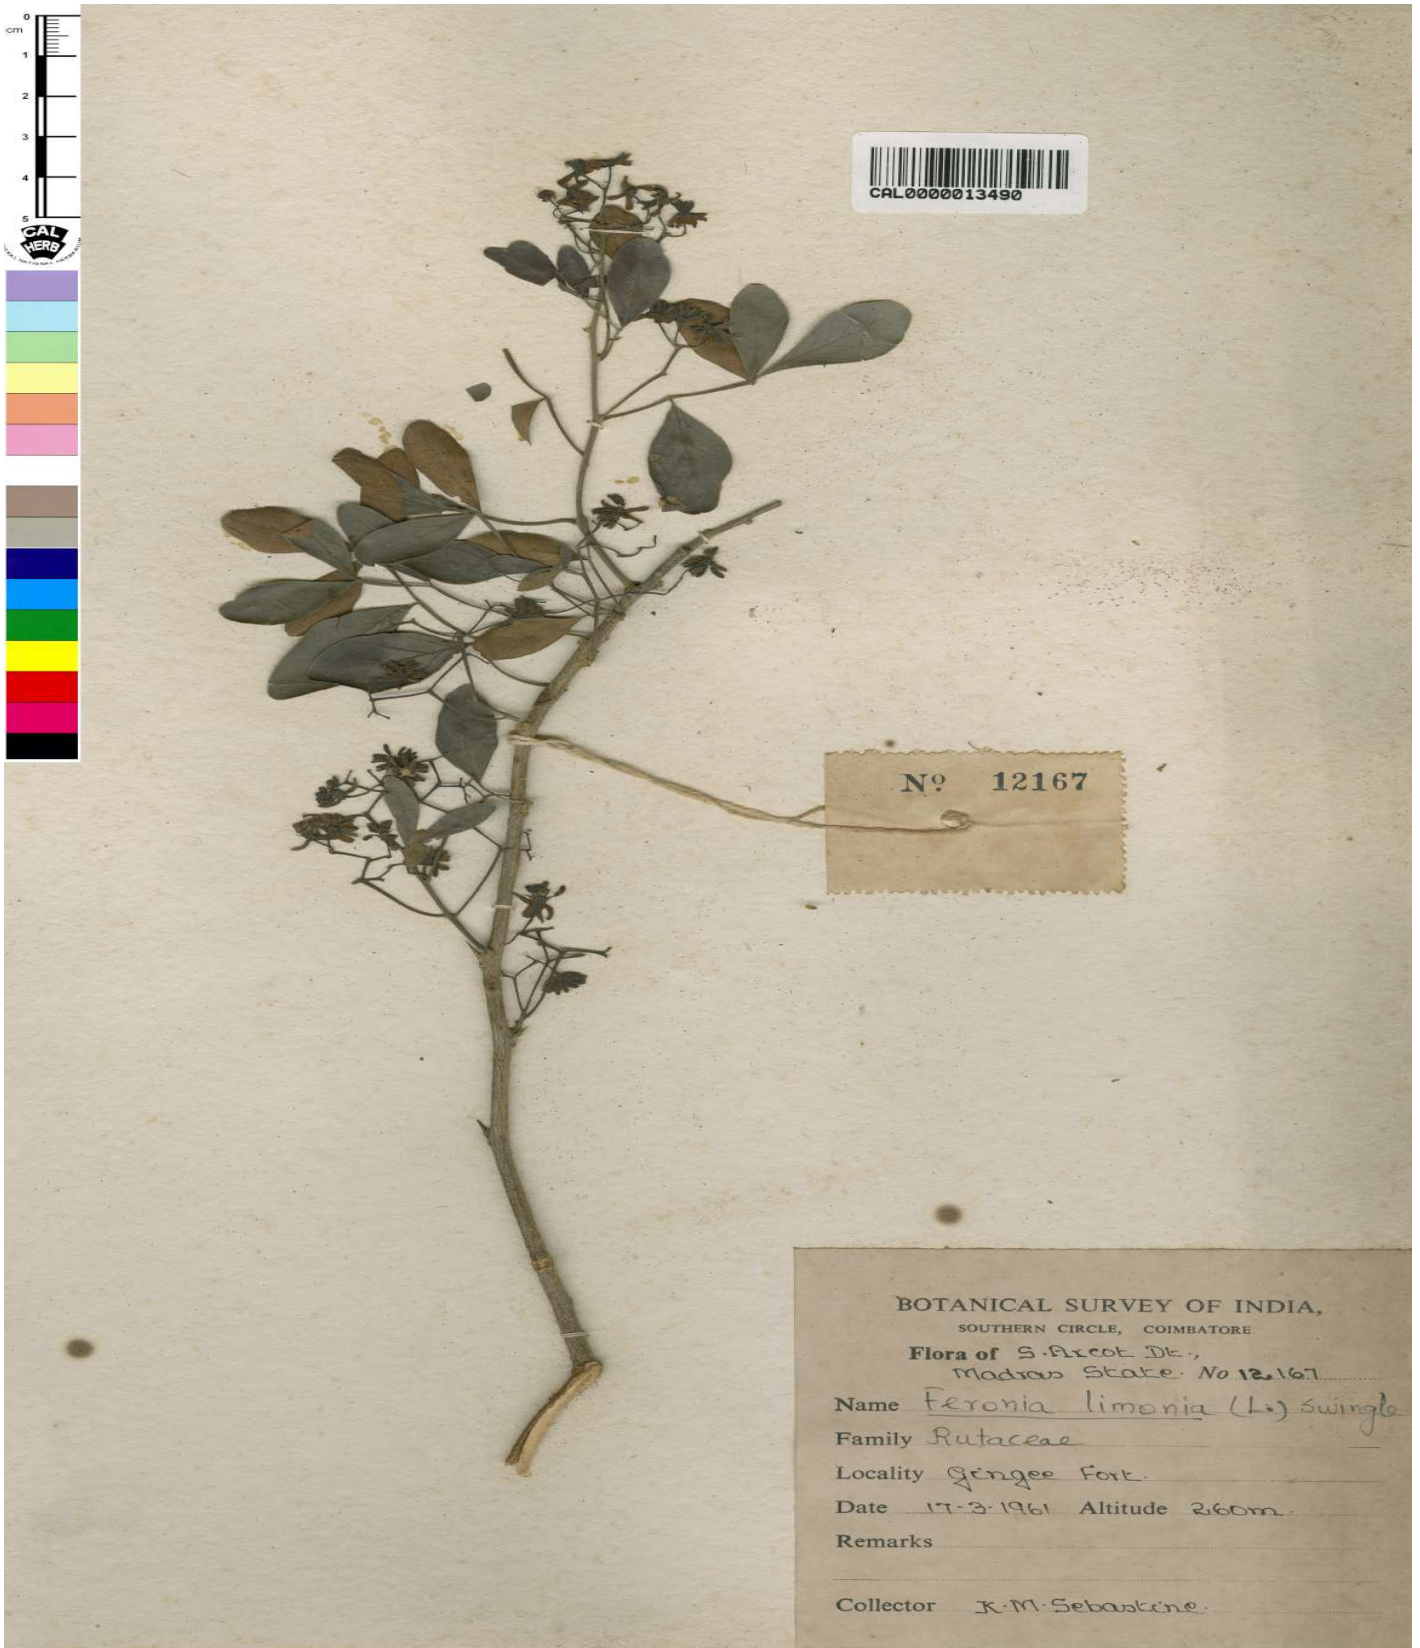 0
cm
1
2
3
4
5
CAL
HERB
CAL0000013490
Nº 12167
BOTANICAL SURVEY OF INDIA,
SOUTHERN CIRCLE, COIMBATORE
Flora of S. Arcot Dt.,
Madras State. No 12,167
Name Feronia limonia (L.) Swingle
Family Rutaceae
Locality Gingee Fort.
Date 17-3-1961 Altitude 260m.
Remarks
Collector K.M. Sebastine.